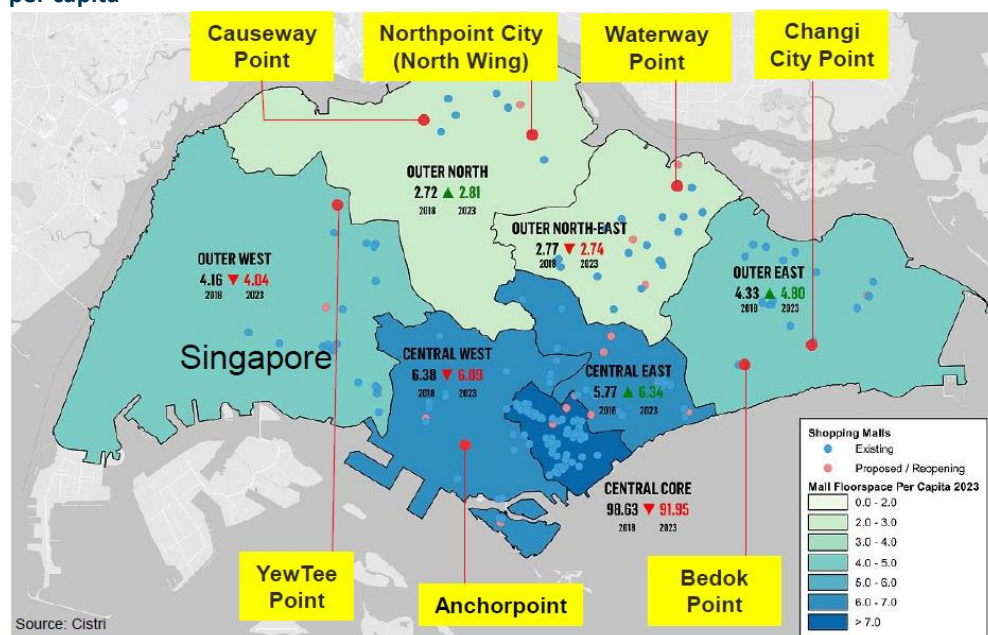 per capita
Causeway
Point
Northpoint City
(North Wing)
Waterway
Point
Changi
City Point
OUTER NORTH
2.72 ▲ 2.81
2018 2023
OUTER NORTH-EAST
2.77 ▼ 2.74
2018 2023
OUTER WEST
4.16 ▼ 4.04
2018 2023
OUTER EAST
4.33 ▲ 4.80
2018 2023
Singapore
CENTRAL WEST
6.38 ▼ 6.09
2018 2023
CENTRAL EAST
5.77 ▲ 6.34
2018 2023
CENTRAL CORE
98.63 ▼ 91.95
2018 2023
Shopping Malls
Existing
Proposed / Reopening
Mall Floorspace Per Capita 2023
0.0 - 2.0
2.0 - 3.0
3.0 - 4.0
4.0 - 5.0
5.0 - 6.0
6.0 - 7.0
> 7.0
YewTee
Point
Anchorpoint
Bedok
Point
Source: Cistri